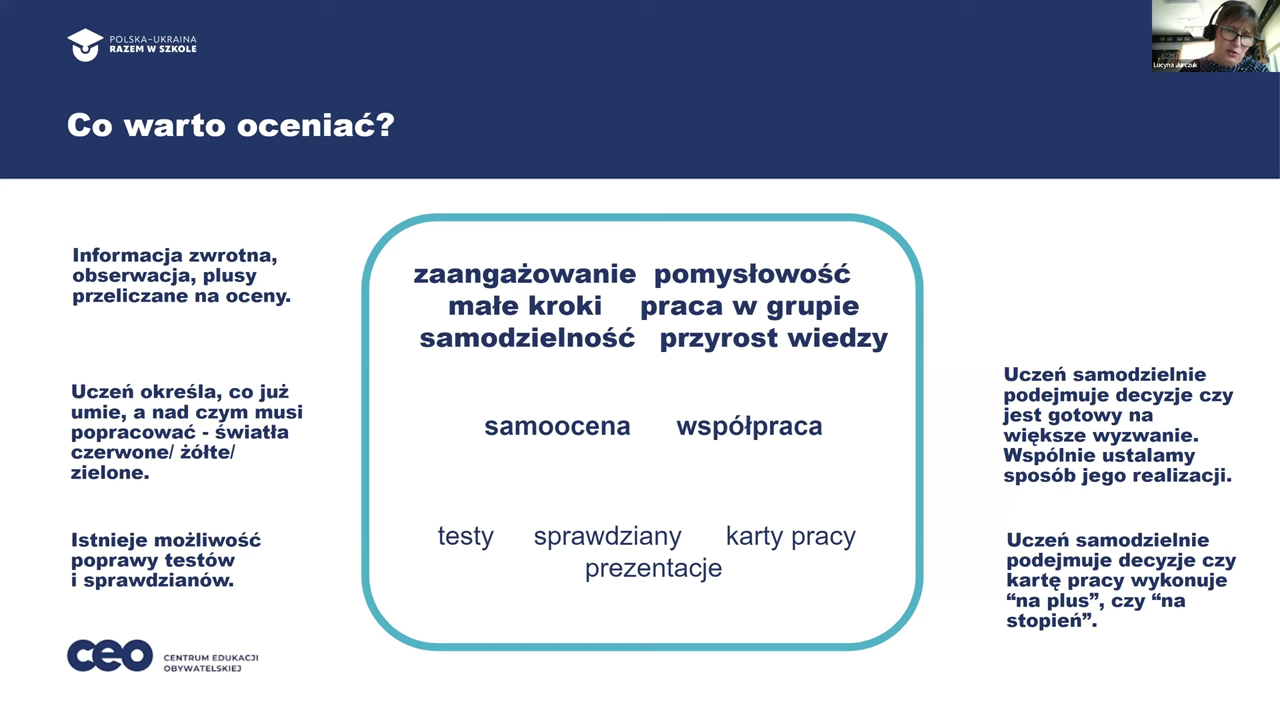 POLSKA–UKRAINA
RAZEM W SZKOLE
Lucyna Jurczuk
Co warto oceniać?
Informacja zwrotna,
obserwacja, plusy
przeliczane na oceny.
Uczeń określa, co już
umie, a nad czym musi
popracować - światła
czerwone/ żółte/
zielone.
Istnieje możliwość
poprawy testów
i sprawdzianów.
zaangażowanie pomysłowość
małe kroki praca w grupie
samodzielność przyrost wiedzy
samoocena współpraca
testy sprawdziany karty pracy
prezentacje
Uczeń samodzielnie
podejmuje decyzje czy
jest gotowy na
większe wyzwanie.
Wspólnie ustalamy
sposób jego realizacji.
Uczeń samodzielnie
podejmuje decyzje czy
kartę pracy wykonuje
“na plus”, czy “na
stopień”.
ceo
CENTRUM EDUKACJI
OBYWATELSKIEJ